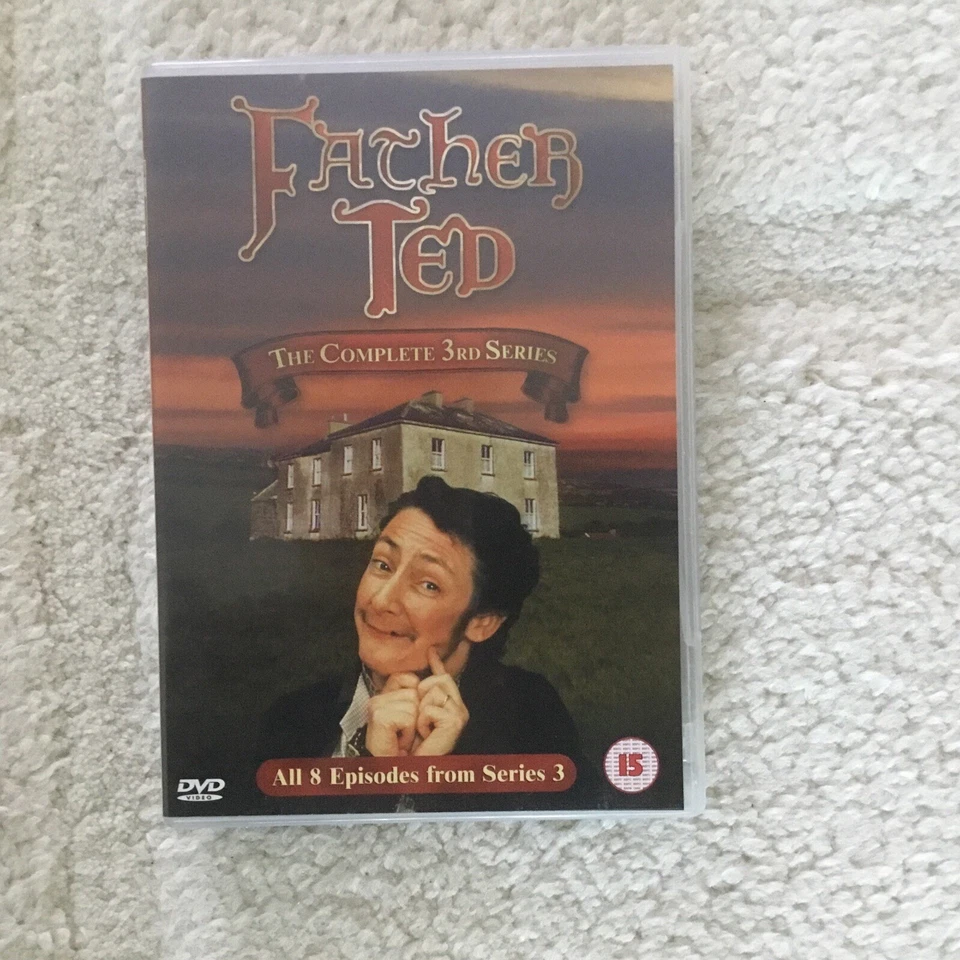 FATHER
TED
THE COMPLETE 3RD SERIES
All 8 Episodes from Series 3
15
DVD
VIDEO